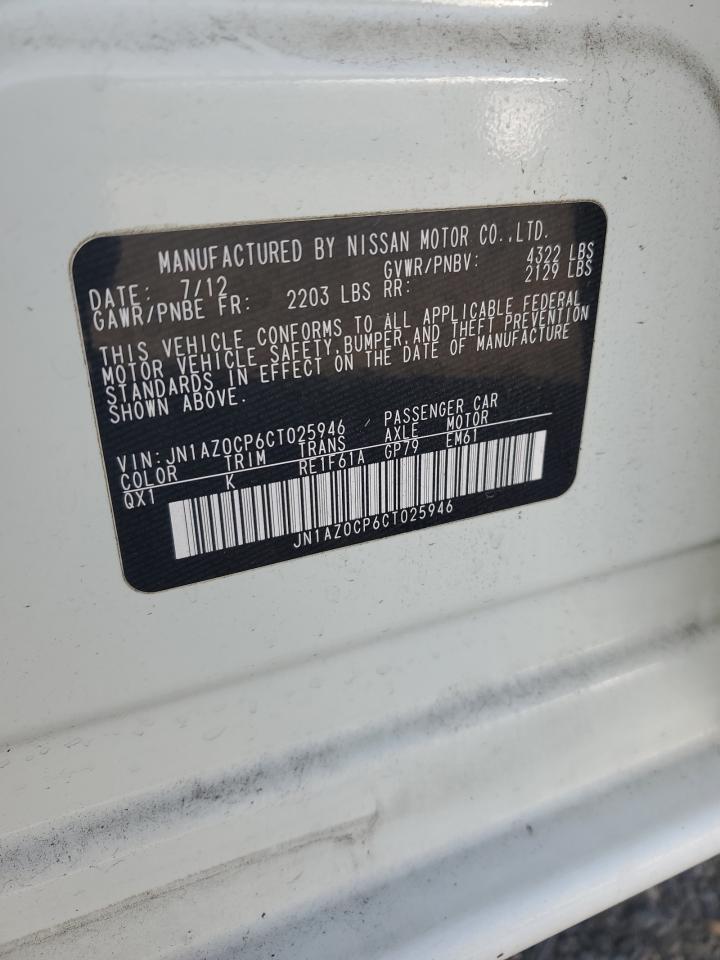 MANUFACTURED BY NISSAN MOTOR CO.,LTD.
DATE: 7/12 GVWR/PNBV: 4322 LBS
GAWR/PNBE FR: 2203 LBS RR: 2129 LBS
THIS VEHICLE CONFORMS TO ALL APPLICABLE FEDERAL
MOTOR VEHICLE SAFETY,BUMPER,AND THEFT PREVENTION
STANDARDS IN EFFECT ON THE DATE OF MANUFACTURE
SHOWN ABOVE.
VIN:JN1AZ0CP6CT025946 PASSENGER CAR
COLOR TRIM TRANS AXLE MOTOR
QX1 K RE1F61A GP79 EM61
JN1AZ0CP6CT025946